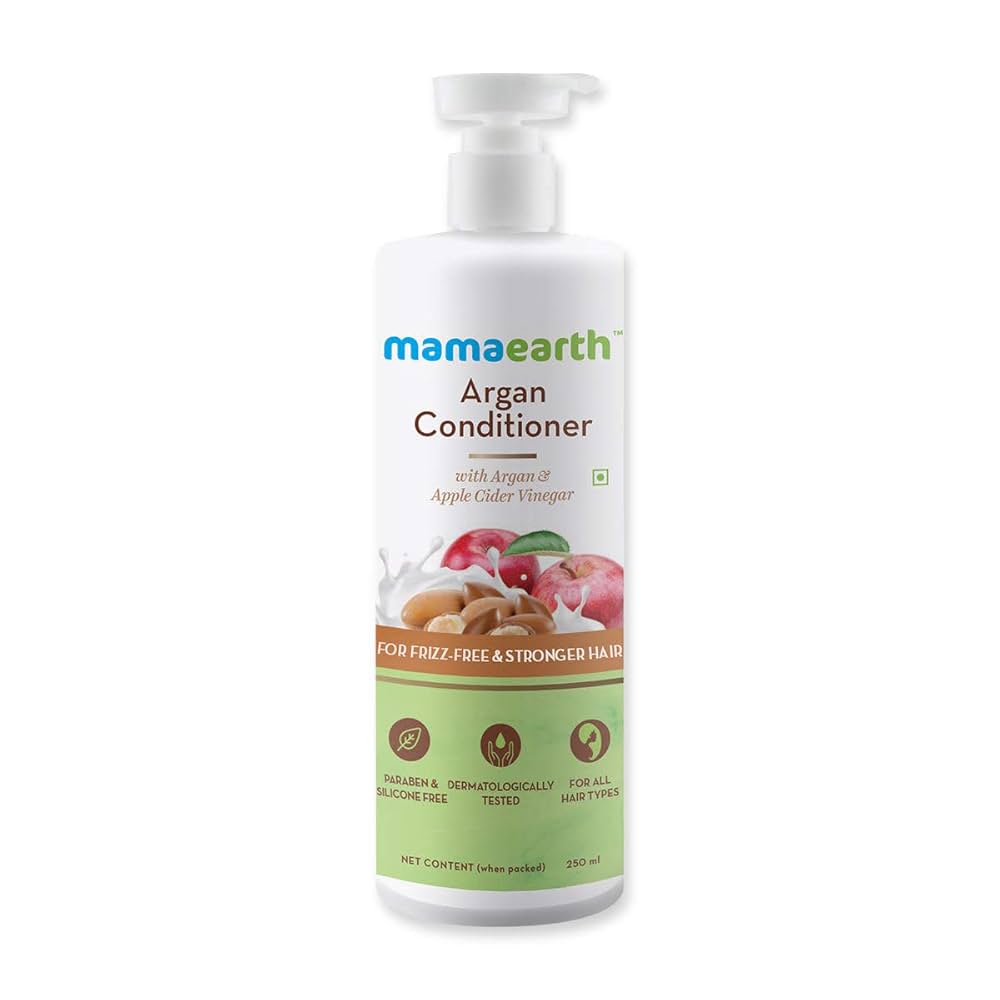 mamaearth™
Argan
Conditioner
with Argan &
Apple Cider Vinegar
FOR FRIZZ-FREE & STRONGER HAIR
PARABEN &
SILICONE FREE
DERMATOLOGICALLY
TESTED
FOR ALL
HAIR TYPES
NET CONTENT (when packed) 250 ml